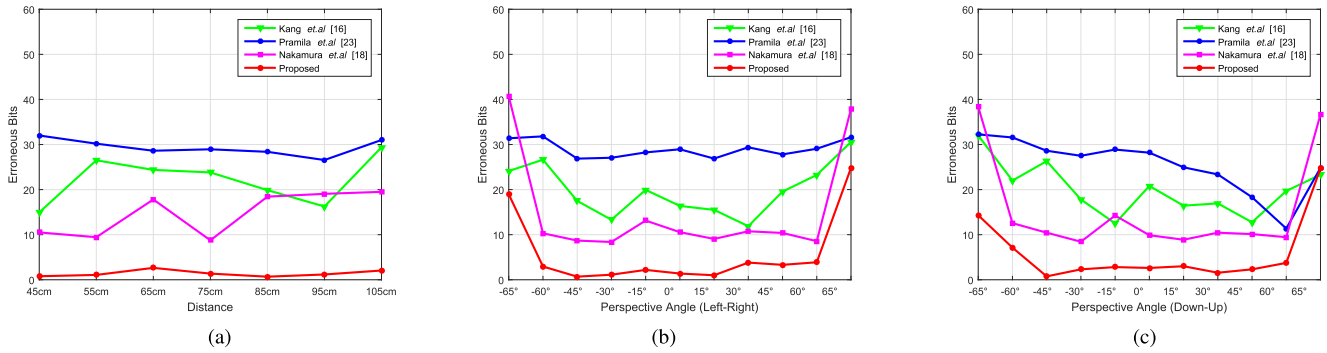 60
50
40
30
20
10
0
Erroneous Bits
Kang et.al [16]
Pramila et.al [23]
Nakamura et.al [18]
Proposed
45cm 55cm 65cm 75cm 85cm 95cm 105cm
Distance
(a)
60
50
40
30
20
10
0
Erroneous Bits
Kang et.al [16]
Pramila et.al [23]
Nakamura et.al [18]
Proposed
-65° -60° -45° -30° -15° 0° 15° 30° 45° 60° 65°
Perspective Angle (Left-Right)
(b)
60
50
40
30
20
10
0
Erroneous Bits
Kang et.al [16]
Pramila et.al [23]
Nakamura et.al [18]
Proposed
-65° -60° -45° -30° -15° 0° 15° 30° 45° 60° 65°
Perspective Angle (Down-Up)
(c)